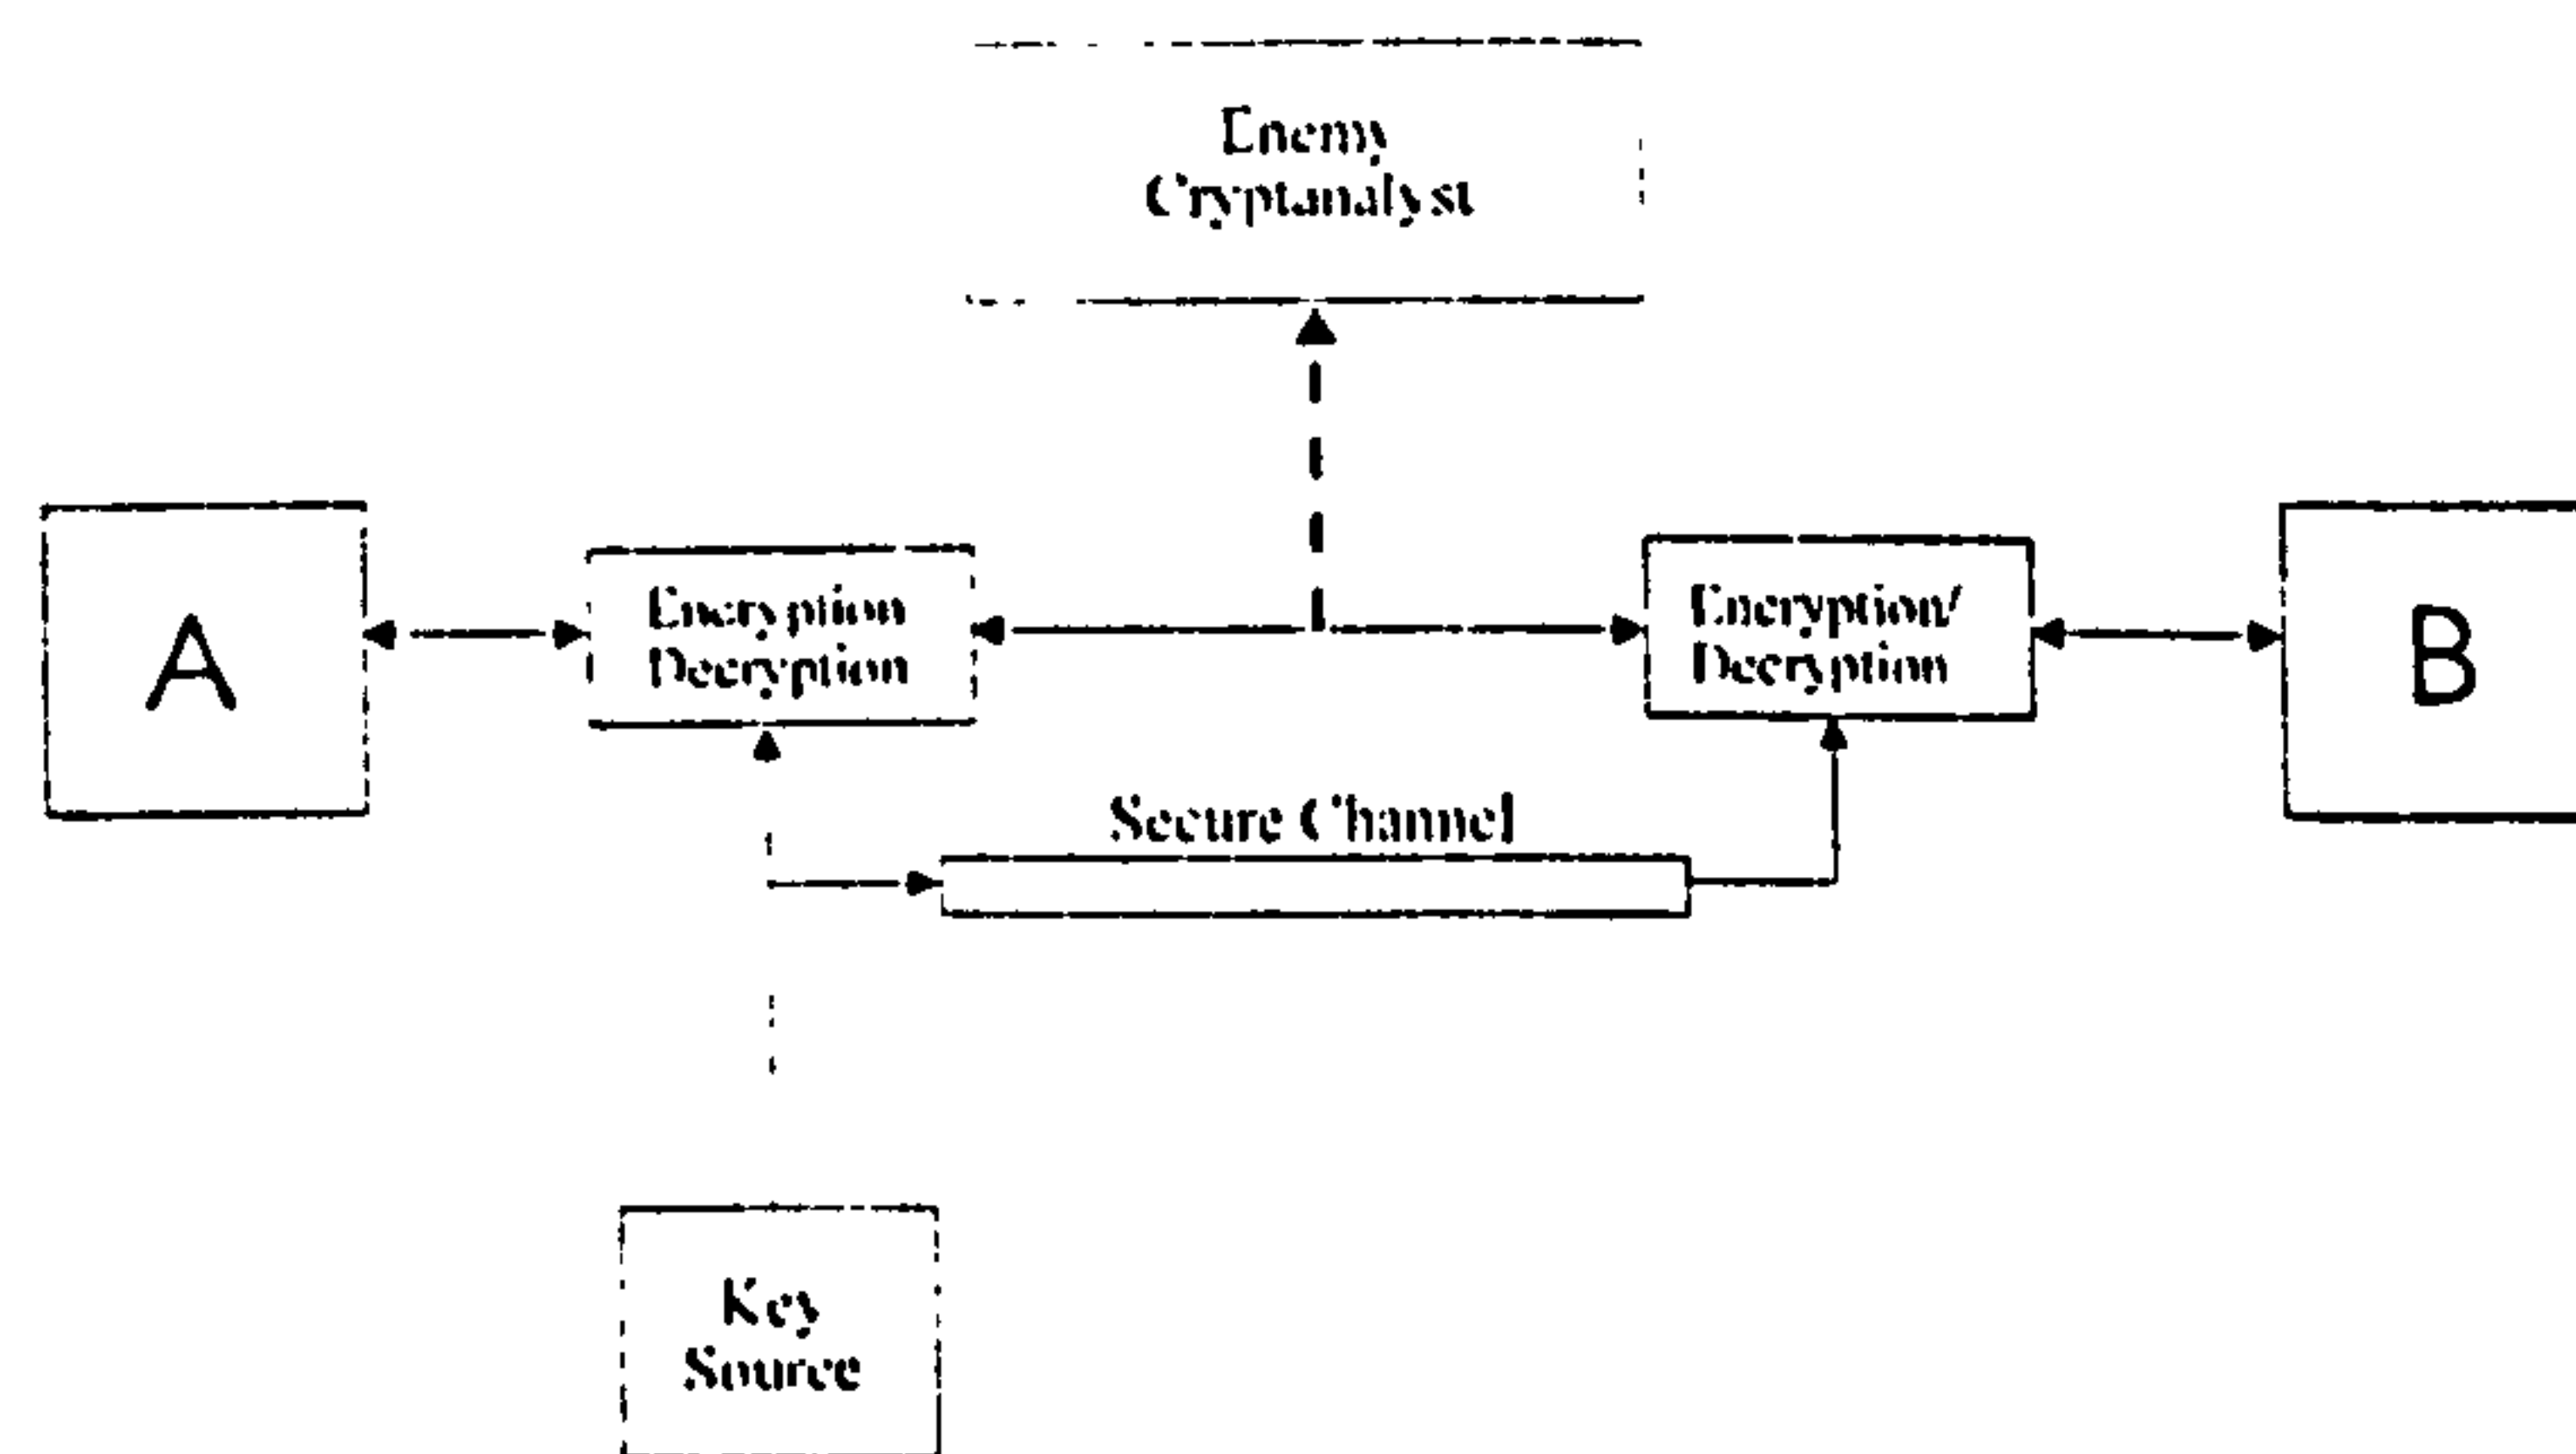 Enemy
Cryptanalyst
A
Encryption
Decryption
Encryption/
Decryption
B
Secure Channel
Key
Source